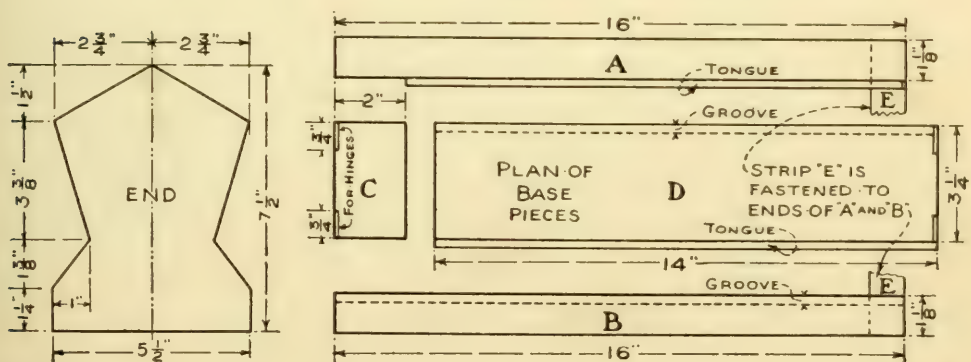 2 3/4" 2 3/4"
1 1/2"
3 3/8"
1 3/8"
1 1/4"
END
7 1/2"
1"
5 1/2"
16"
A
1 1/8"
TONGUE
E
2"
GROOVE
3/4"
FOR HINGES
C
3/4"
PLAN OF
BASE
PIECES
D
STRIP "E" IS
FASTENED TO
ENDS OF "A" AND "B"
3 1/4"
TONGUE
14"
E
GROOVE
B
1 1/8"
16"